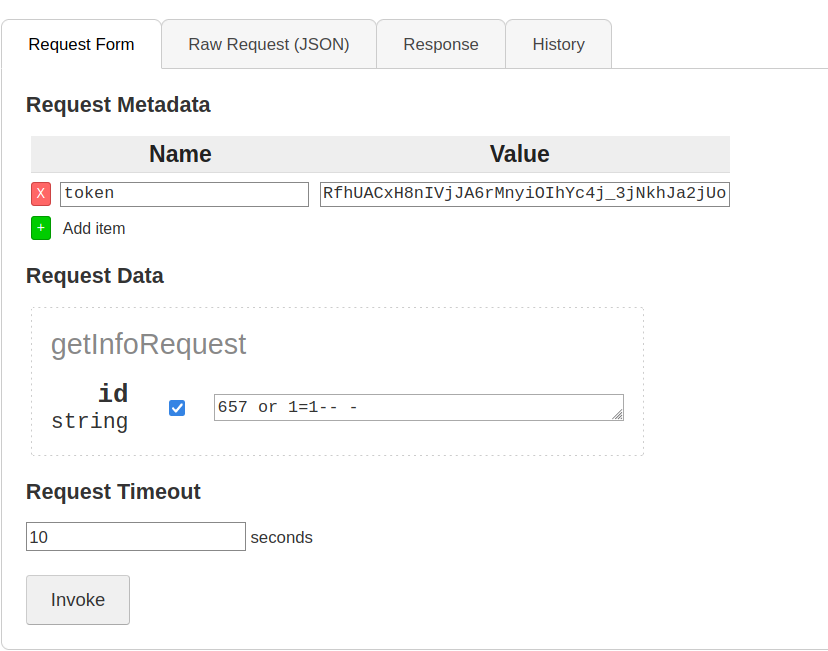 Request Form Raw Request (JSON) Response History
Request Metadata
Name Value
X token RfhUACxH8nIVjJA6rMnyiOIhYc4j_3jNkhJa2jUo
+ Add item
Request Data
getInfoRequest
id
string 657 or 1=1-- -
Request Timeout
10 seconds
Invoke